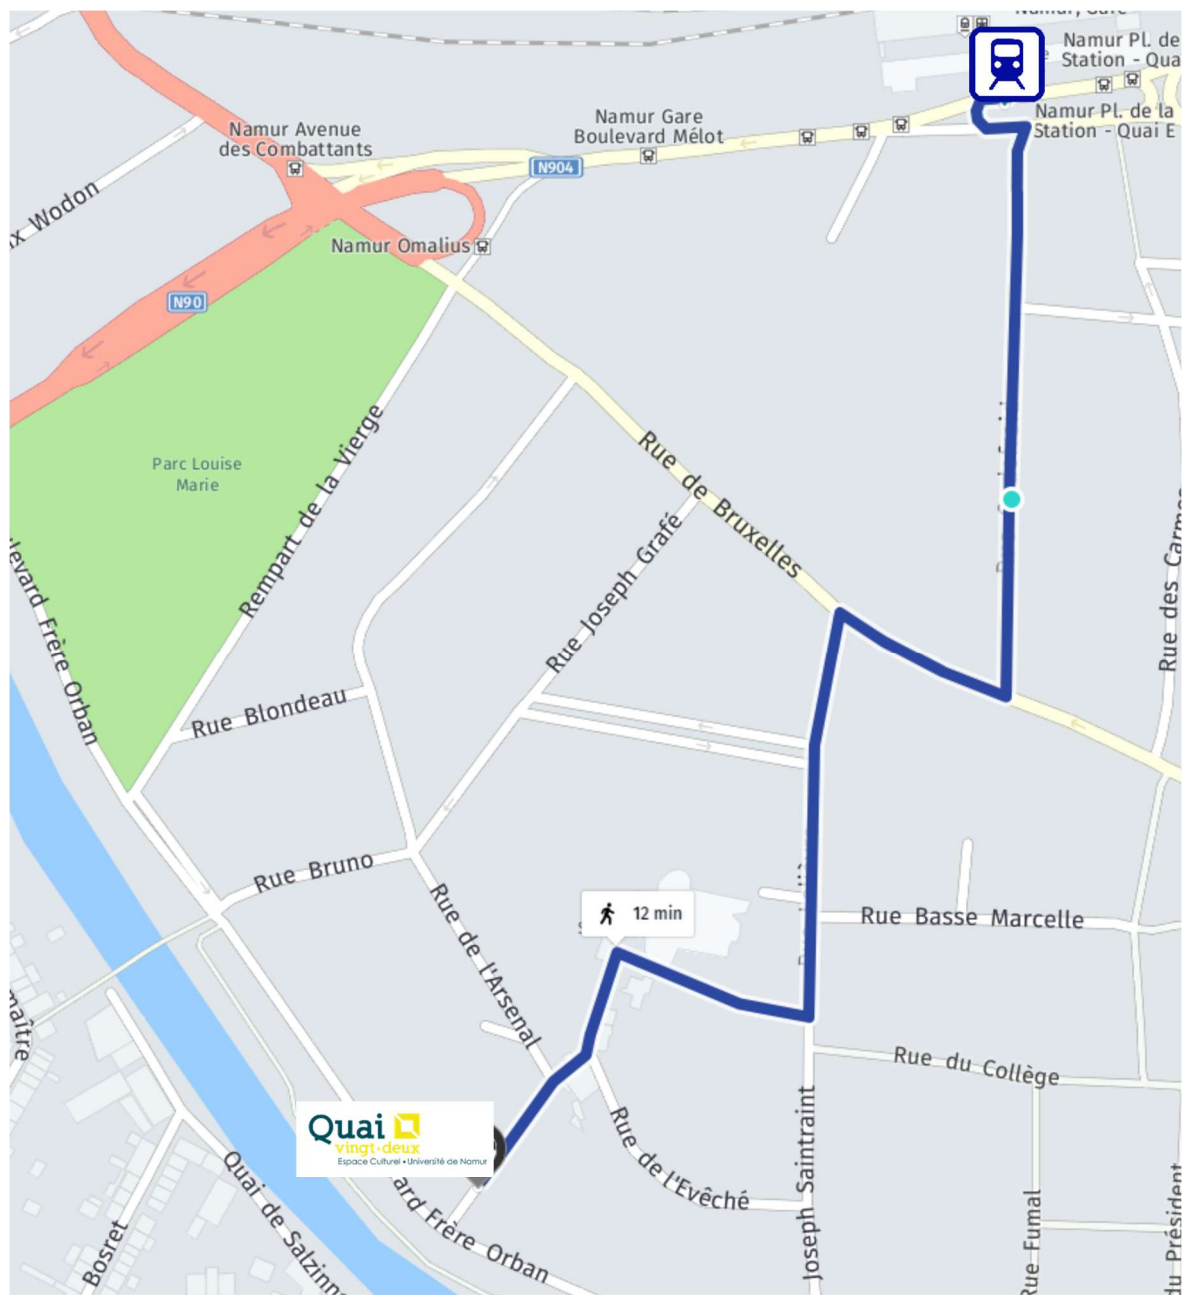 Namur, Gare
Namur Pl. de
Station - Qua
Namur Gare
Boulevard Mélot
Namur Pl. de la
Station - Quai E
Namur Avenue
des Combattants
N904
x Wodon
Namur Omalius
N90
Parc Louise
Marie
Rempart de la Vierge
Rue de Bruxelles
Rue Joseph Grafé
Rue des Carmes
levard Frère Orban
Rue Blondeau
Rue Bruno
12 min
Rue Basse Marcelle
Rue de l'Arsenal
maître
Rue du Collège
Quai
vingt·deux
Espace Culturel • Université de Namur
Rue de l'Evêché
Joseph Saintraint
Quai de Salzinn
ard Frère Orban
Bosret
Rue Fumal
du Président